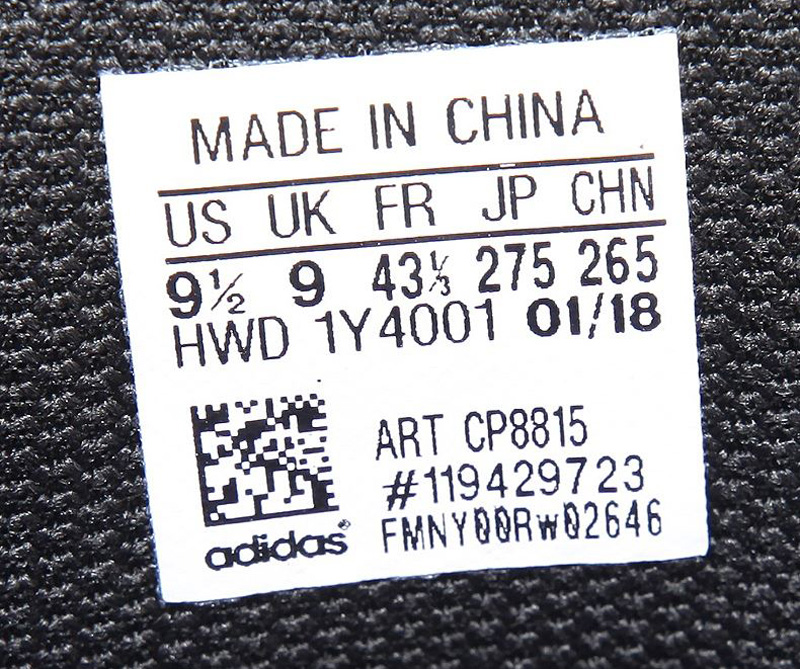 MADE IN CHINA
US UK FR JP CHN
9½ 9 43⅓ 275 265
HWD 1Y4001 01/18
ART CP8815
#119429723
FMNY00Rw02646
adidas®